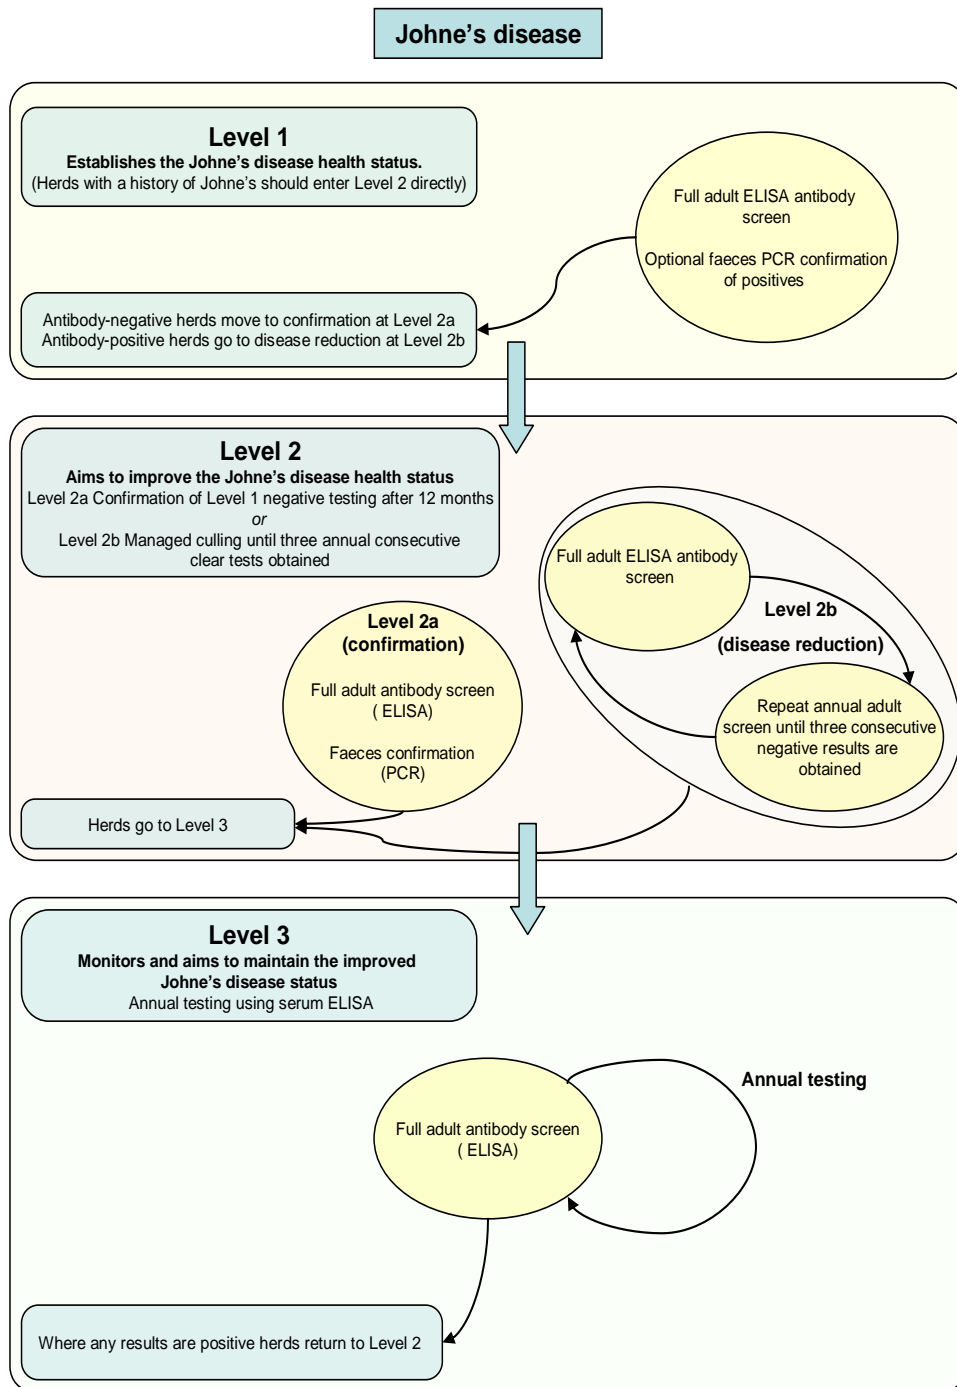 Johne's disease
Level 1
Establishes the Johne's disease health status.
(Herds with a history of Johne's should enter Level 2 directly)
Full adult ELISA antibody
screen
Optional faeces PCR confirmation
of positives
Antibody-negative herds move to confirmation at Level 2a
Antibody-positive herds go to disease reduction at Level 2b
Level 2
Aims to improve the Johne's disease health status
Level 2a Confirmation of Level 1 negative testing after 12 months
or
Level 2b Managed culling until three annual consecutive
clear tests obtained
Full adult ELISA antibody
screen
Level 2b
(disease reduction)
Repeat annual adult
screen until three consecutive
negative results are
obtained
Level 2a
(confirmation)
Full adult antibody screen
( ELISA)
Faeces confirmation
(PCR)
Herds go to Level 3
Level 3
Monitors and aims to maintain the improved
Johne's disease status
Annual testing using serum ELISA
Annual testing
Full adult antibody screen
( ELISA)
Where any results are positive herds return to Level 2